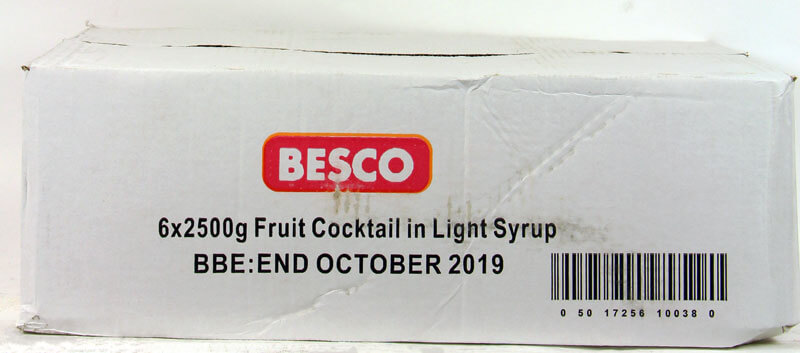 BESCO
6x2500g Fruit Cocktail in Light Syrup
BBE:END OCTOBER 2019
0 50 17256 10038 0